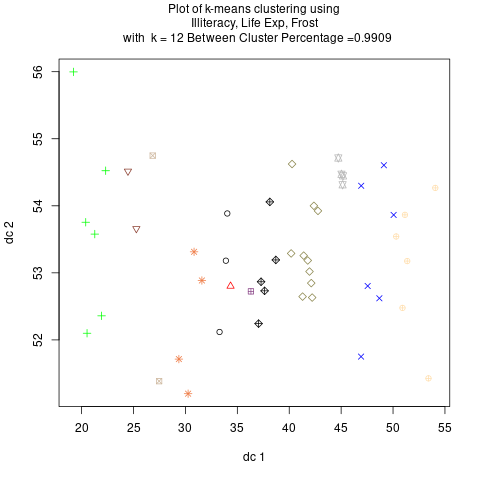 Plot of k-means clustering using
Illiteracy, Life Exp, Frost
with k = 12 Between Cluster Percentage =0.9909
dc 2
56
55
54
53
52
20 25 30 35 40 45 50 55
dc 1